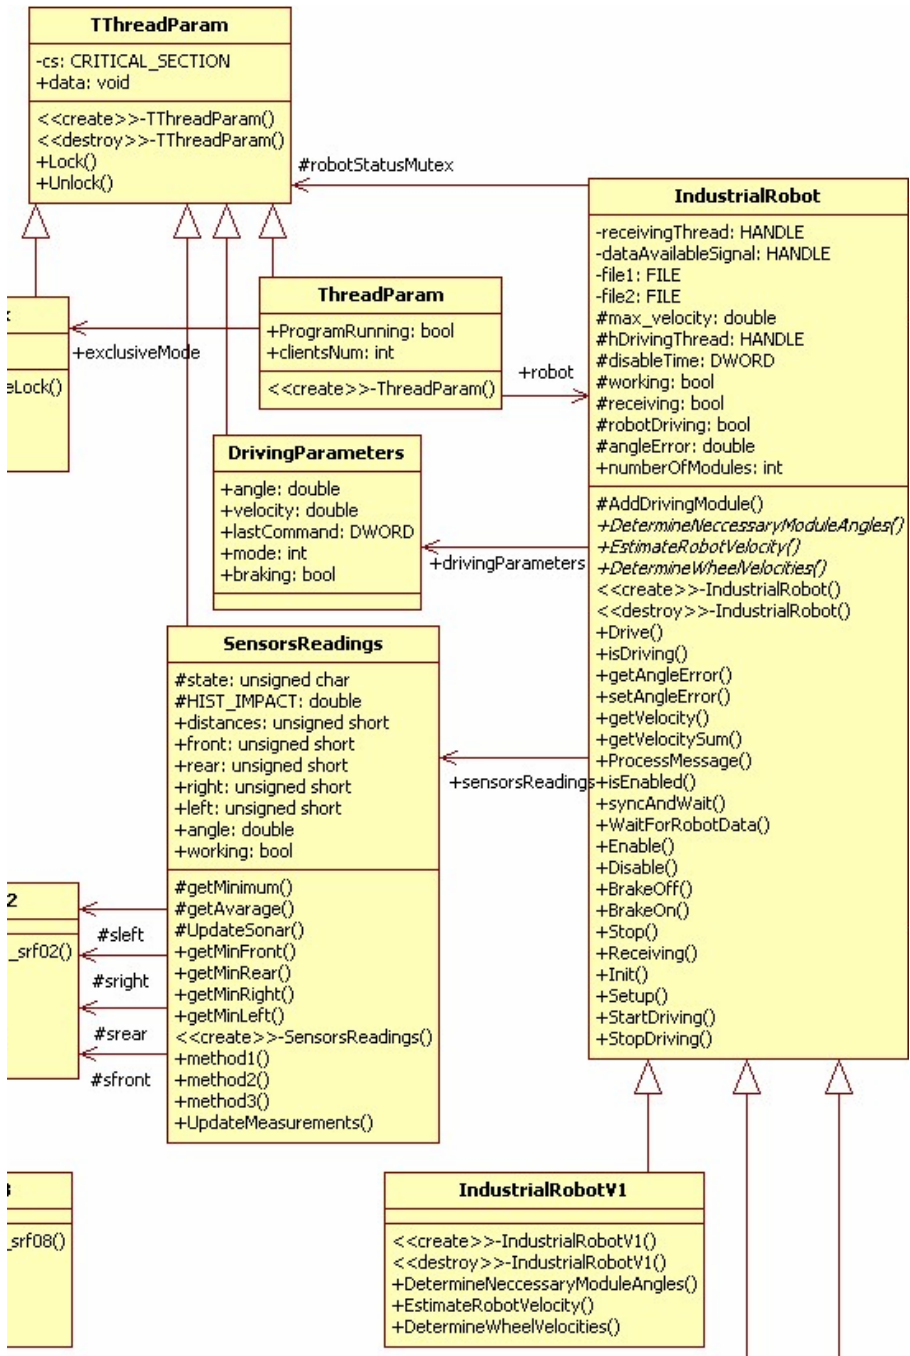 TThreadParam
-cs: CRITICAL_SECTION
+data: void
<<create>>-TThreadParam()
<<destroy>>-TThreadParam()
+Lock()
+Unlock()
#robotStatusMutex
IndustrialRobot
-receivingThread: HANDLE
-dataAvailableSignal: HANDLE
-file1: FILE
-file2: FILE
#max_velocity: double
#hDrivingThread: HANDLE
#disableTime: DWORD
#working: bool
#receiving: bool
#robotDriving: bool
#angleError: double
+numberOfModules: int
#AddDrivingModule()
+DetermineNeccessaryModuleAngles()
+EstimateRobotVelocity()
+DetermineWheelVelocities()
<<create>>-IndustrialRobot()
<<destroy>>-IndustrialRobot()
+Drive()
+isDriving()
+getAngleError()
+setAngleError()
+getVelocity()
+getVelocitySum()
+ProcessMessage()
+isEnabled()
+syncAndWait()
+WaitForRobotData()
+Enable()
+Disable()
+BrakeOff()
+BrakeOn()
+Stop()
+Receiving()
+Init()
+Setup()
+StartDriving()
+StopDriving()
ThreadParam
+ProgramRunning: bool
+clientsNum: int
<<create>>-ThreadParam()
+exclusiveMode
+robot
eLock()
DrivingParameters
+angle: double
+velocity: double
+lastCommand: DWORD
+mode: int
+braking: bool
+drivingParameters
SensorsReadings
#state: unsigned char
#HIST_IMPACT: double
+distances: unsigned short
+front: unsigned short
+rear: unsigned short
+right: unsigned short
+left: unsigned short
+angle: double
+working: bool
#getMinimum()
#getAvarage()
#UpdateSonar()
+getMinFront()
+getMinRear()
+getMinRight()
+getMinLeft()
<<create>>-SensorsReadings()
+method1()
+method2()
+method3()
+UpdateMeasurements()
+sensorsReadings
2
_srf02()
#sleft
#sright
#srear
#sfront
_srf08()
IndustrialRobotV1
<<create>>-IndustrialRobotV1()
<<destroy>>-IndustrialRobotV1()
+DetermineNeccessaryModuleAngles()
+EstimateRobotVelocity()
+DetermineWheelVelocities()